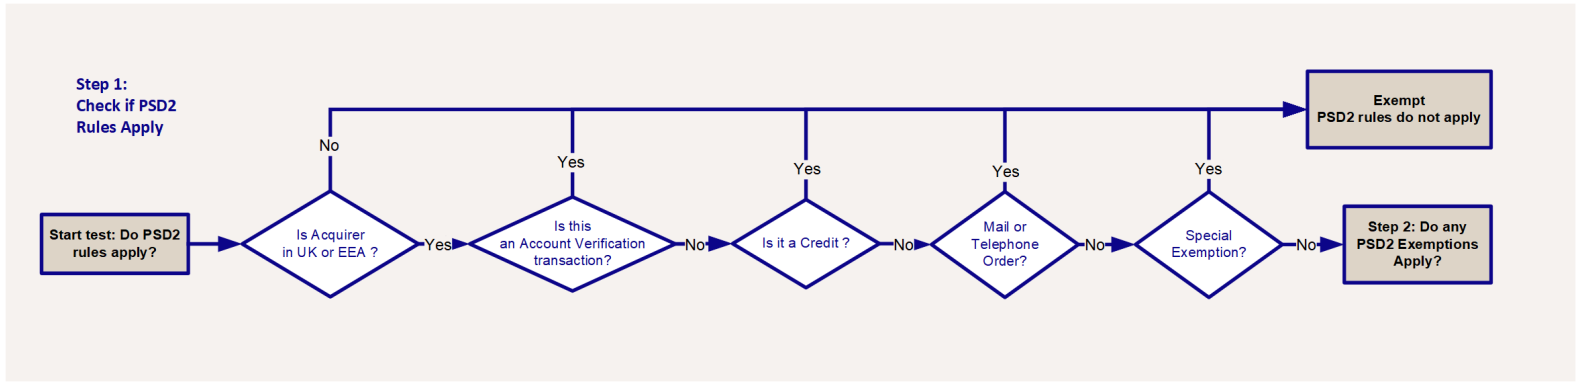 Step 1:
Check if PSD2
Rules Apply
Exempt
PSD2 rules do not apply
No
Yes
Yes
Yes
Yes
Start test: Do PSD2
rules apply?
Is Acquirer
in UK or EEA ?
Yes
Is this
an Account Verification
transaction?
No
Is it a Credit ?
No
Mail or
Telephone
Order?
No
Special
Exemption?
No
Step 2: Do any
PSD2 Exemptions
Apply?